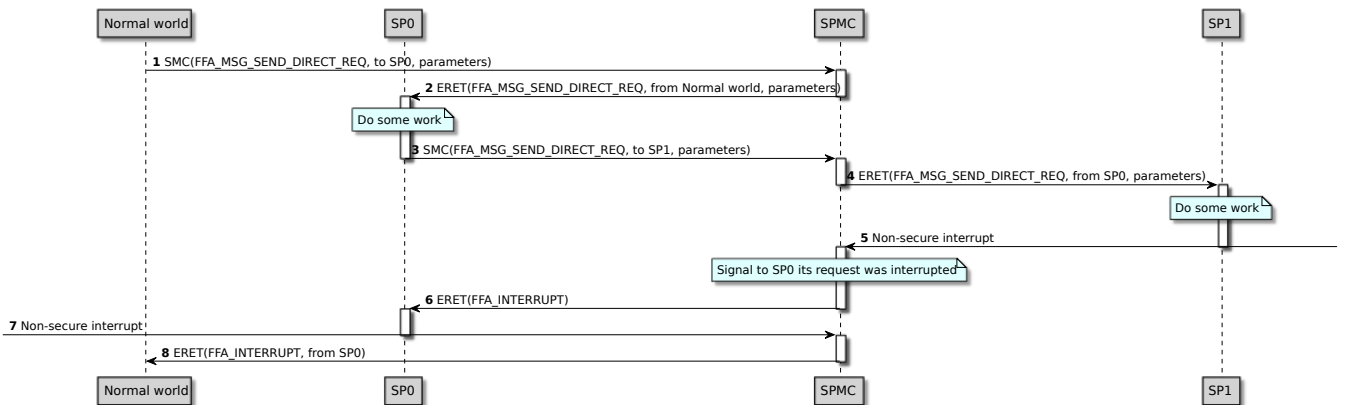 Normal world
SP0
SPMC
SP1
1 SMC(FFA_MSG_SEND_DIRECT_REQ, to SP0, parameters)
2 ERET(FFA_MSG_SEND_DIRECT_REQ, from Normal world, parameters)
Do some work
3 SMC(FFA_MSG_SEND_DIRECT_REQ, to SP1, parameters)
4 ERET(FFA_MSG_SEND_DIRECT_REQ, from SP0, parameters)
Do some work
5 Non-secure interrupt
Signal to SP0 its request was interrupted
6 ERET(FFA_INTERRUPT)
7 Non-secure interrupt
8 ERET(FFA_INTERRUPT, from SP0)
Normal world
SP0
SPMC
SP1